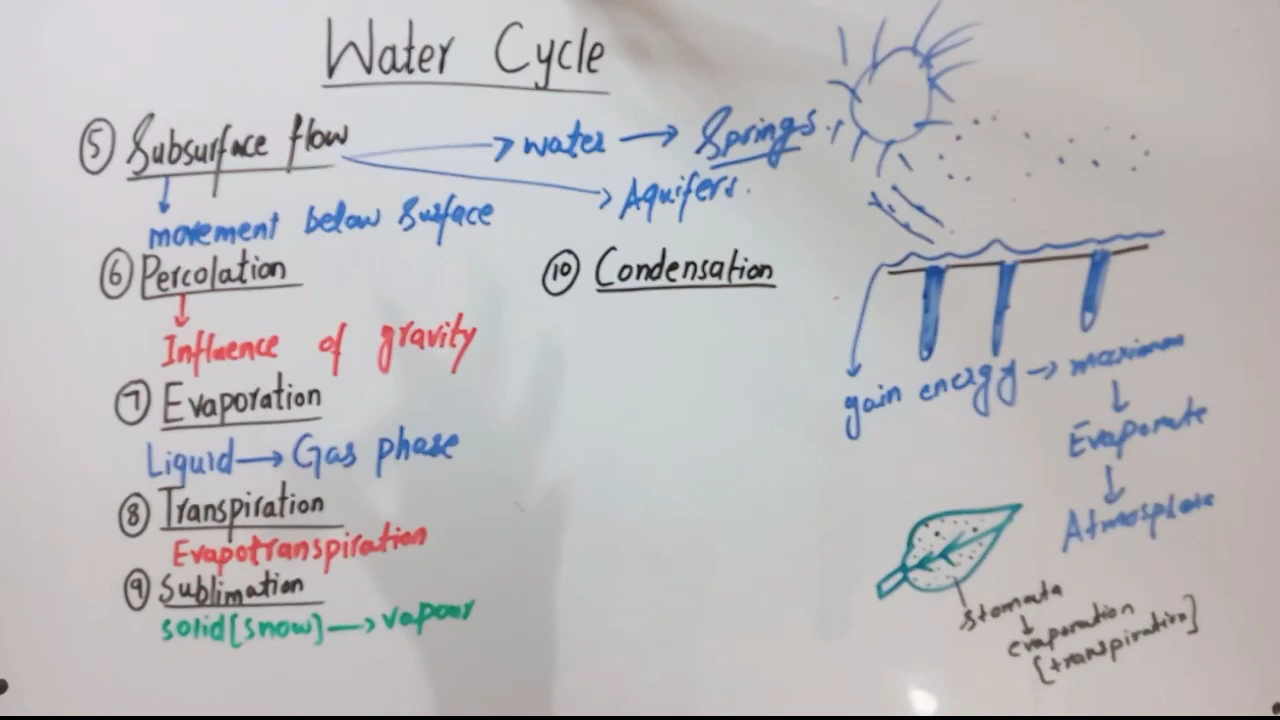 Water Cycle
⑤ Subsurface flow → water → Springs.
→ Aquifers.
↓
movement below Surface
⑥ Percolation
↓
Influence of gravity
⑦ Evaporation
Liquid → Gas phase
⑧ Transpiration
Evapotranspiration
⑨ Sublimation
solid[snow] → vapour
⑩ Condensation
gain energy → maximum
↓
Evaporate
↓
Atmosphere
stomata
↓
evaporation
[transpiration]